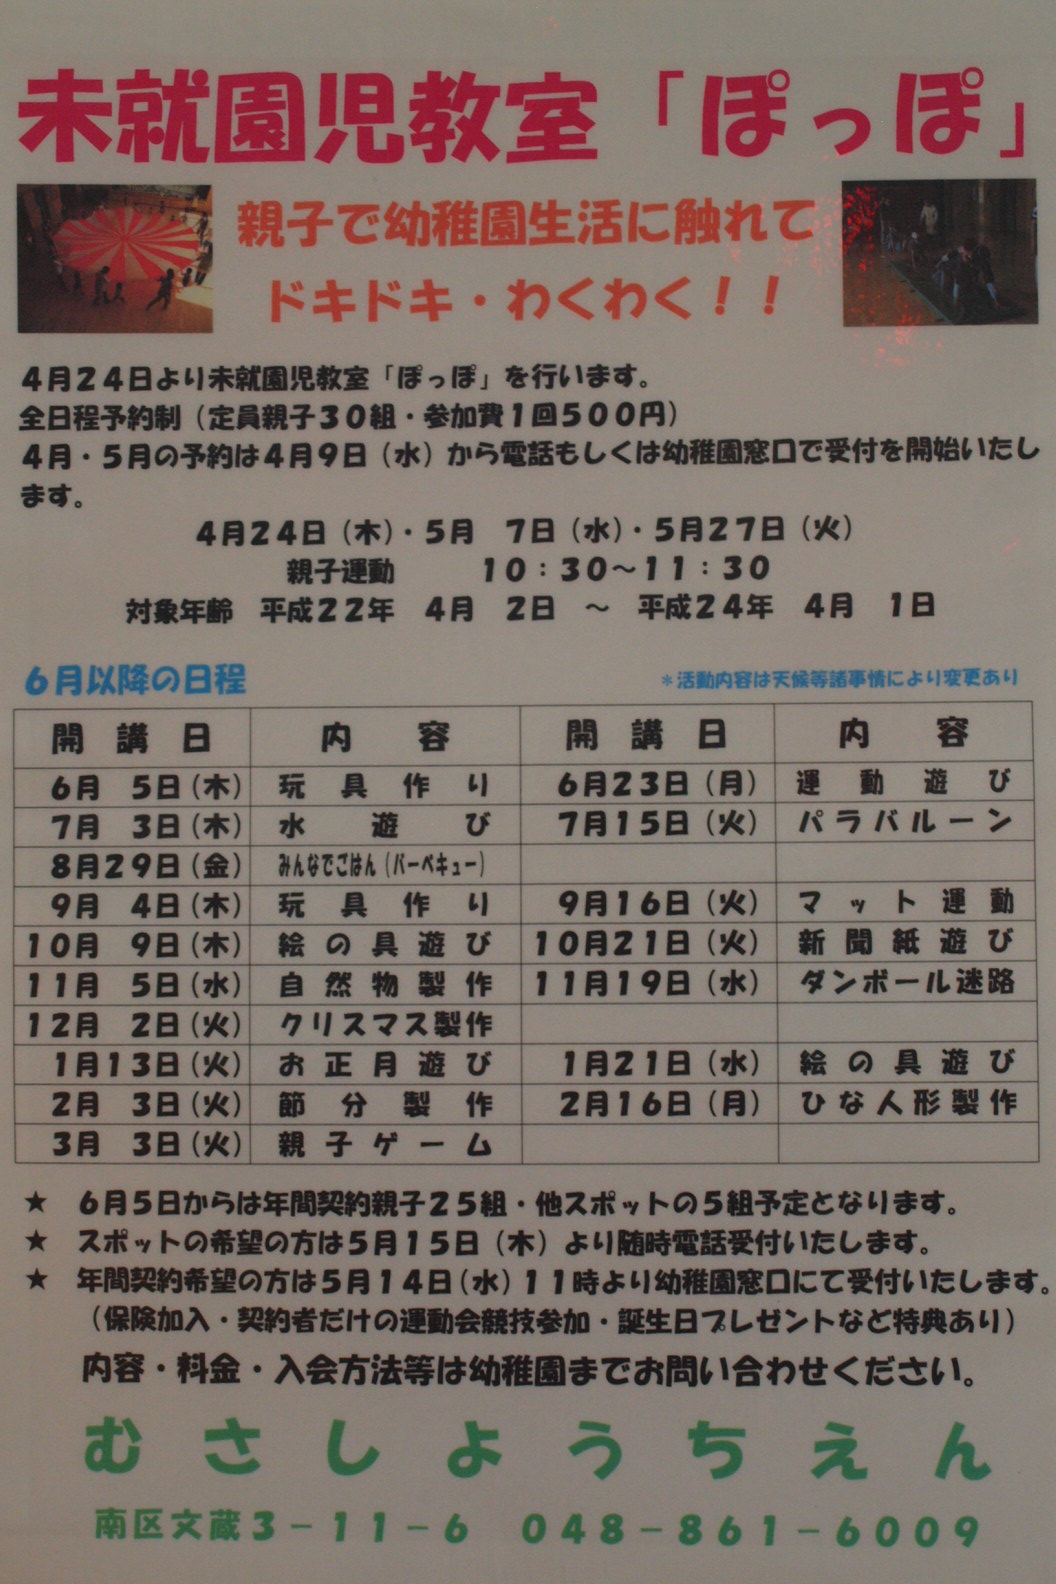 未就園児教室「ぽっぽ」
親子で幼稚園生活に触れて
ドキドキ・わくわく！！
４月２４日より未就園児教室「ぽっぽ」を行います。
全日程予約制（定員親子３０組・参加費１回５００円）
４月・５月の予約は４月９日（水）から電話もしくは幼稚園窓口で受付を開始いたし
ます。
４月２４日（木）・５月　７日（水）・５月２７日（火）
親子運動　　　１０：３０～１１：３０
対象年齢　平成２２年　４月　２日　～　平成２４年　４月　１日
６月以降の日程　＊活動内容は天候等諸事情により変更あり
開　講　日　内　　容　開　講　日　内　　容
６月　５日（木）　玩具作り　６月２３日（月）　運動遊び
７月　３日（木）　水遊び　７月１５日（火）　パラバルーン
８月２９日（金）　みんなでごはん（バーベキュー）
９月　４日（木）　玩具作り　９月１６日（火）　マット運動
１０月　９日（木）　絵の具遊び　１０月２１日（火）　新聞紙遊び
１１月　５日（水）　自然物製作　１１月１９日（水）　ダンボール迷路
１２月　２日（火）　クリスマス製作
１月１３日（火）　お正月遊び　１月２１日（水）　絵の具遊び
２月　３日（火）　節分製作　２月１６日（月）　ひな人形製作
３月　３日（火）　親子ゲーム
★　６月５日からは年間契約親子２５組・他スポットの５組予定となります。
★　スポットの希望の方は５月１５日（木）より随時電話受付いたします。
★　年間契約希望の方は５月１４日（水）１１時より幼稚園窓口にて受付いたします。
（保険加入・契約者だけの運動会競技参加・誕生日プレゼントなど特典あり）
内容・料金・入会方法等は幼稚園までお問い合わせください。
むさしようちえん
南区文蔵３－１１－６　０４８－８６１－６００９